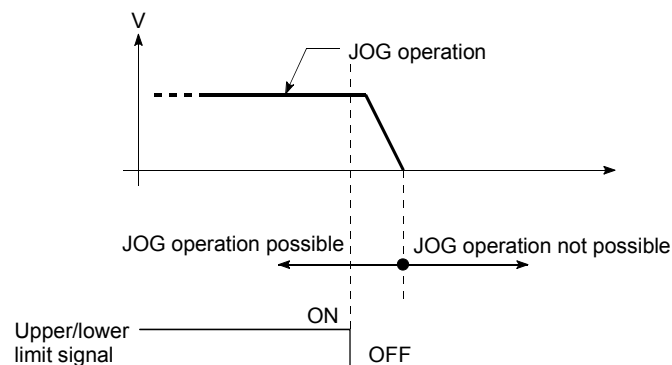 V
JOG operation
JOG operation possible
JOG operation not possible
ON
Upper/lower
limit signal
OFF